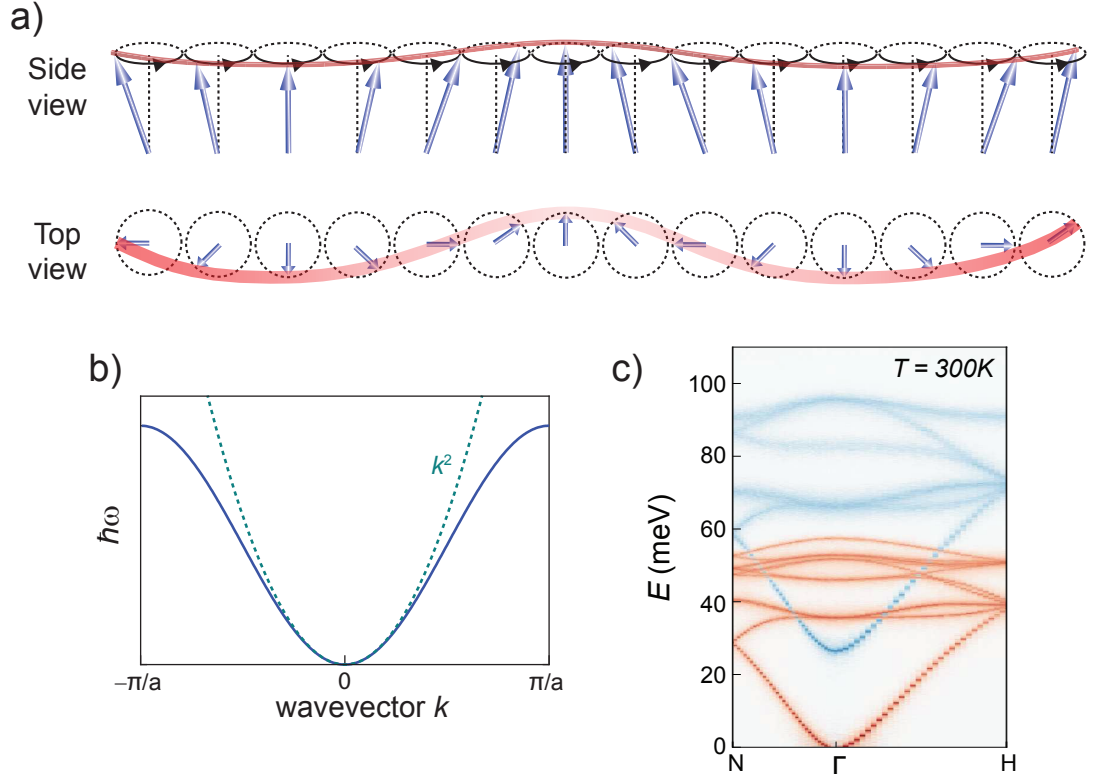 a)
Side
view
Top
view
b)
k²
ħω
−π/a
0
π/a
wavevector k
c)
T = 300K
100
80
60
40
20
0
E (meV)
N
Γ
H